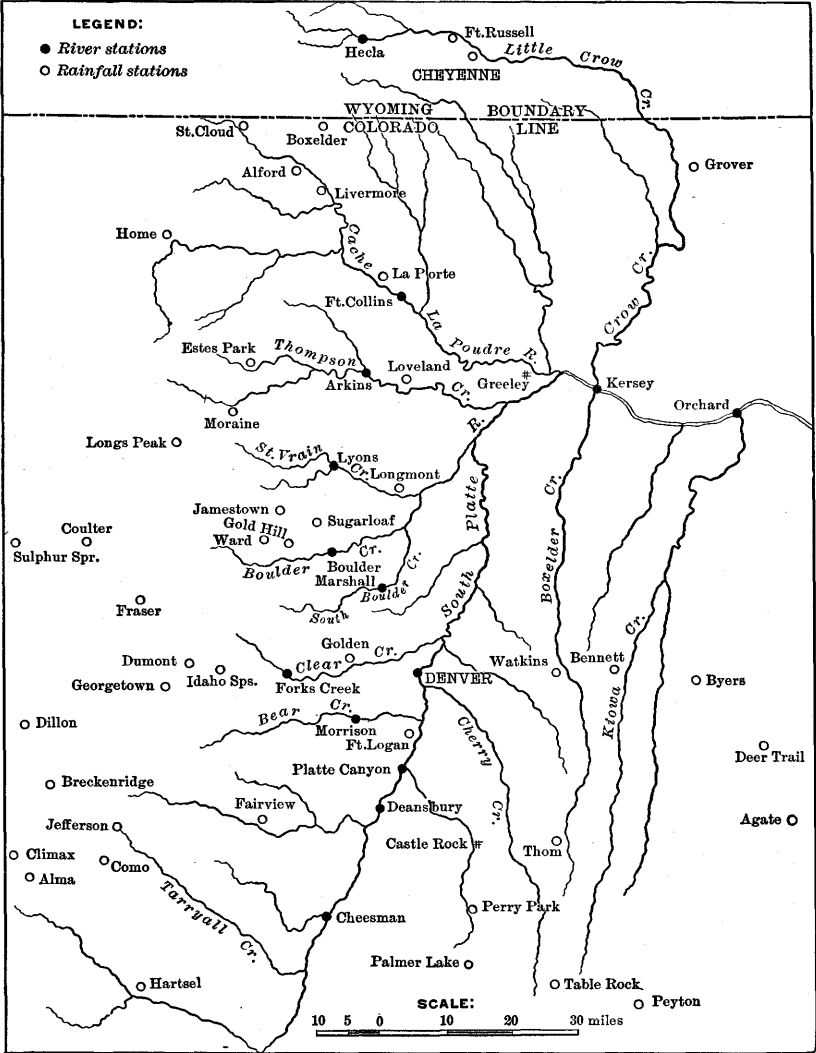 LEGEND:
River stations
Rainfall stations
Hecla
Ft.Russell
CHEYENNE
Little Crow
Cr.
WYOMING
COLORADO
BOUNDARY
LINE
St.Cloud
Boxelder
Alford
Livermore
Grover
Home
Cache
La Porte
Ft.Collins
La Poudre R.
Crow Cr.
Estes Park
Thompson
Cr.
Arkins
Loveland
Greeley
Kersey
Orchard
Moraine
R.
Longs Peak
St.Vrain
Cr.
Lyons
Longmont
Platte
Cr.
Jamestown
Gold Hill
Ward
Sugarloaf
Coulter
Sulphur Spr.
Boulder
Cr.
Boulder
Marshall
South
Boulder
Cr.
Boxelder
South
Fraser
Cr.
Golden
Dumont
Clear
Cr.
Watkins
Bennett
Georgetown
Idaho Sps.
Forks Creek
DENVER
Byers
Kiowa
Dillon
Bear
Cr.
Morrison
Ft.Logan
Cherry
Cr.
Deer Trail
Platte Canyon
Breckenridge
Fairview
Deansbury
Jefferson
Castle Rock
Thom
Agate
Climax
Como
Alma
Tarryall
Cr.
Cheesman
Perry Park
Palmer Lake
Hartsel
Table Rock
Peyton
SCALE:
10 5 0 10 20 30 miles